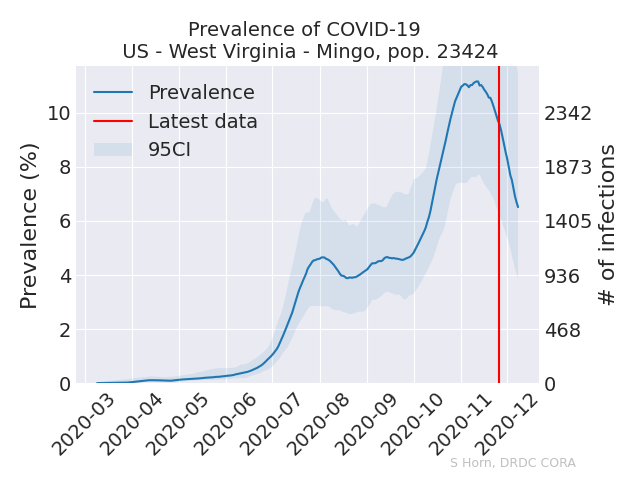 Prevalence of COVID-19
US - West Virginia - Mingo, pop. 23424
Prevalence
Latest data
95CI
Prevalence (%)
10
8
6
4
2
0
2342
1873
1405
936
468
0
# of infections
2020-03
2020-04
2020-05
2020-06
2020-07
2020-08
2020-09
2020-10
2020-11
2020-12
S Horn, DRDC CORA